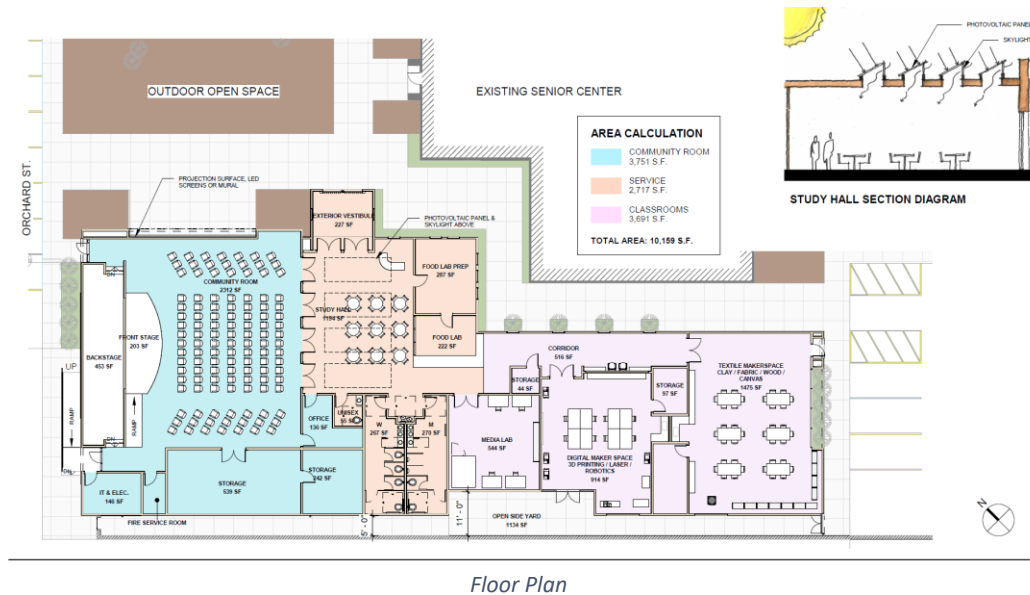 PHOTOVOLTAIC PANEL
SKYLIGHT
STUDY HALL SECTION DIAGRAM
OUTDOOR OPEN SPACE
EXISTING SENIOR CENTER
AREA CALCULATION
COMMUNITY ROOM
3,751 S.F.
SERVICE
2,717 S.F.
CLASSROOMS
3,691 S.F.
TOTAL AREA: 10,159 S.F.
ORCHARD ST.
PROJECTION SURFACE, LED
SCREENS OR MURAL
EXTERIOR VESTIBULE
227 SF
PHOTOVOLTAIC PANEL &
SKYLIGHT ABOVE
DN
COMMUNITY ROOM
2312 SF
STUDY HALL
1194 SF
FOOD LAB PREP
267 SF
FOOD LAB
222 SF
FRONT STAGE
203 SF
BACKSTAGE
453 SF
UP
RAMP
RAMP
DN
DN
CORRIDOR
516 SF
STORAGE
44 SF
STORAGE
97 SF
TEXTILE MAKERSPACE
CLAY / FABRIC / WOOD /
CANVAS
1475 SF
OFFICE
136 SF
UNISEX
55 SF
W
267 SF
M
270 SF
MEDIA LAB
544 SF
DIGITAL MAKER SPACE
3D PRINTING / LASER /
ROBOTICS
914 SF
STORAGE
539 SF
STORAGE
242 SF
IT & ELEC.
146 SF
FIRE SERVICE ROOM
5' - 0"
11' - 0"
OPEN SIDE YARD
1134 SF
N
Floor Plan